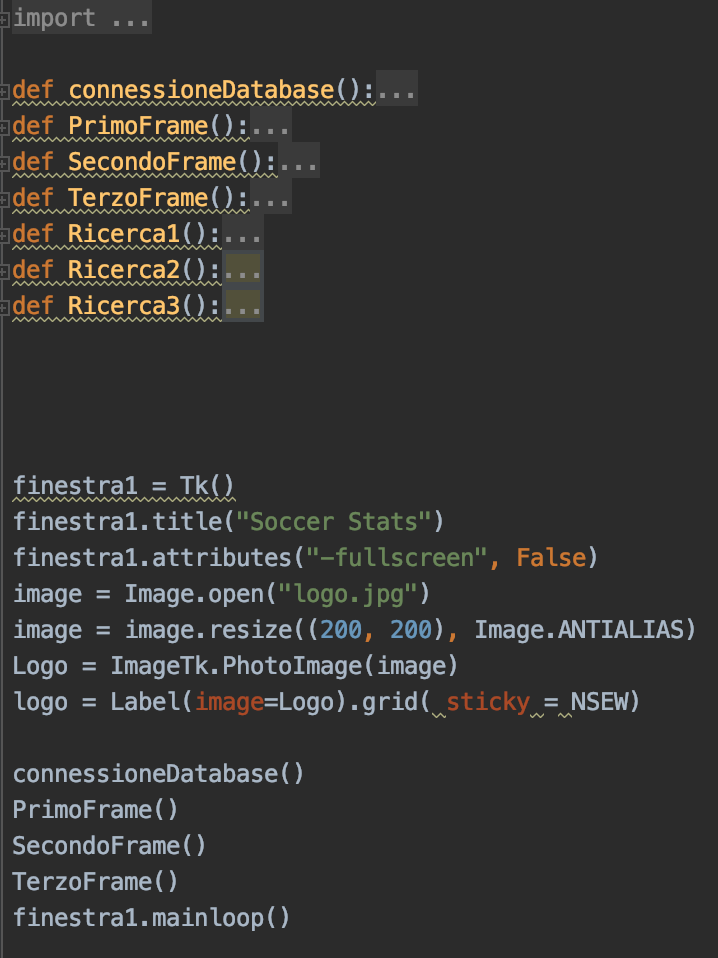 import ...
def connessioneDatabase():...
def PrimoFrame():...
def SecondoFrame():...
def TerzoFrame():...
def Ricerca1():...
def Ricerca2():...
def Ricerca3():...
finestra1 = Tk()
finestra1.title("Soccer Stats")
finestra1.attributes("-fullscreen", False)
image = Image.open("logo.jpg")
image = image.resize((200, 200), Image.ANTIALIAS)
Logo = ImageTk.PhotoImage(image)
logo = Label(image=Logo).grid( sticky = NSEW)
connessioneDatabase()
PrimoFrame()
SecondoFrame()
TerzoFrame()
finestra1.mainloop()